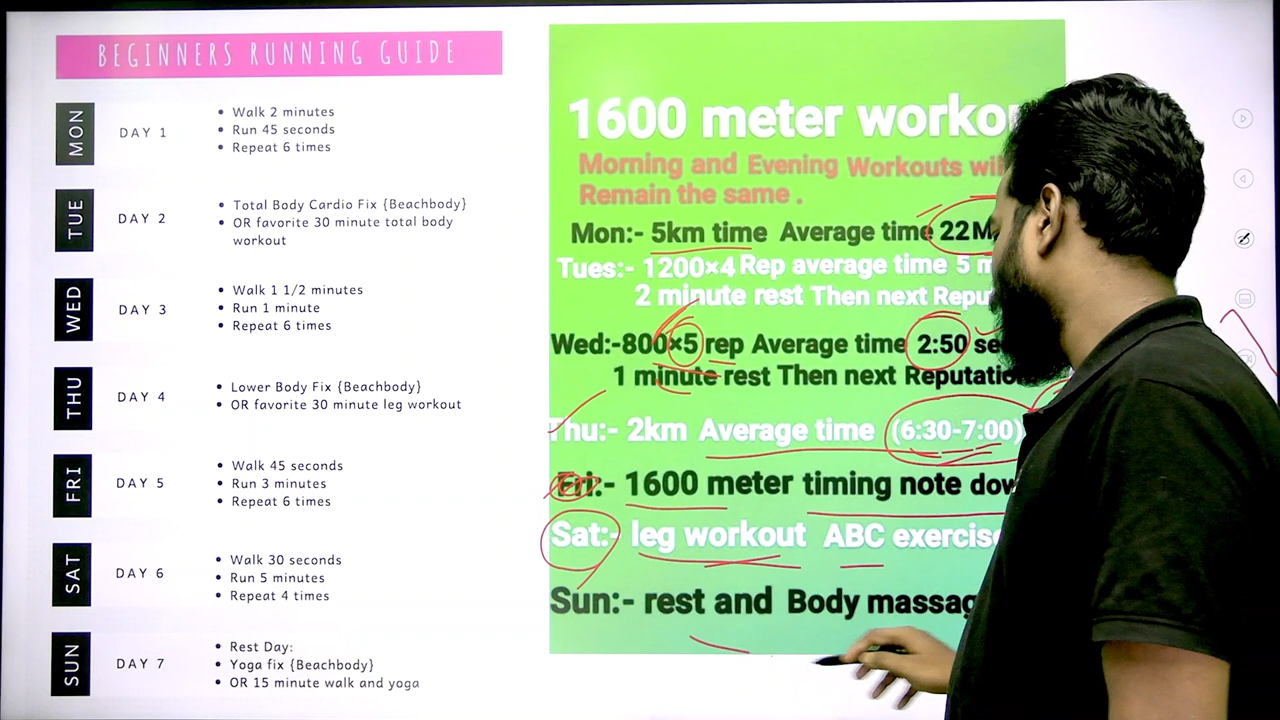 BEGINNERS RUNNING GUIDE
MON
DAY 1
Walk 2 minutes
Run 45 seconds
Repeat 6 times
TUE
DAY 2
Total Body Cardio Fix {Beachbody}
OR favorite 30 minute total body
workout
WED
DAY 3
Walk 1 1/2 minutes
Run 1 minute
Repeat 6 times
THU
DAY 4
Lower Body Fix {Beachbody}
OR favorite 30 minute leg workout
FRI
DAY 5
Walk 45 seconds
Run 3 minutes
Repeat 6 times
SAT
DAY 6
Walk 30 seconds
Run 5 minutes
Repeat 4 times
SUN
DAY 7
Rest Day:
Yoga fix {Beachbody}
OR 15 minute walk and yoga
1600 meter
Morning and Evening Workouts
Remain the same .
Mon:- 5km time Average time 22
Tues:- 1200×4 Rep average time 5
2 minute rest Then next
Wed:-800×5 rep Average time 2:50
1 minute rest Then next
Thu:- 2km Average time (6:30-7:00)
Fri:- 1600 meter timing note
Sat:- leg workout ABC
Sun:- rest and Body